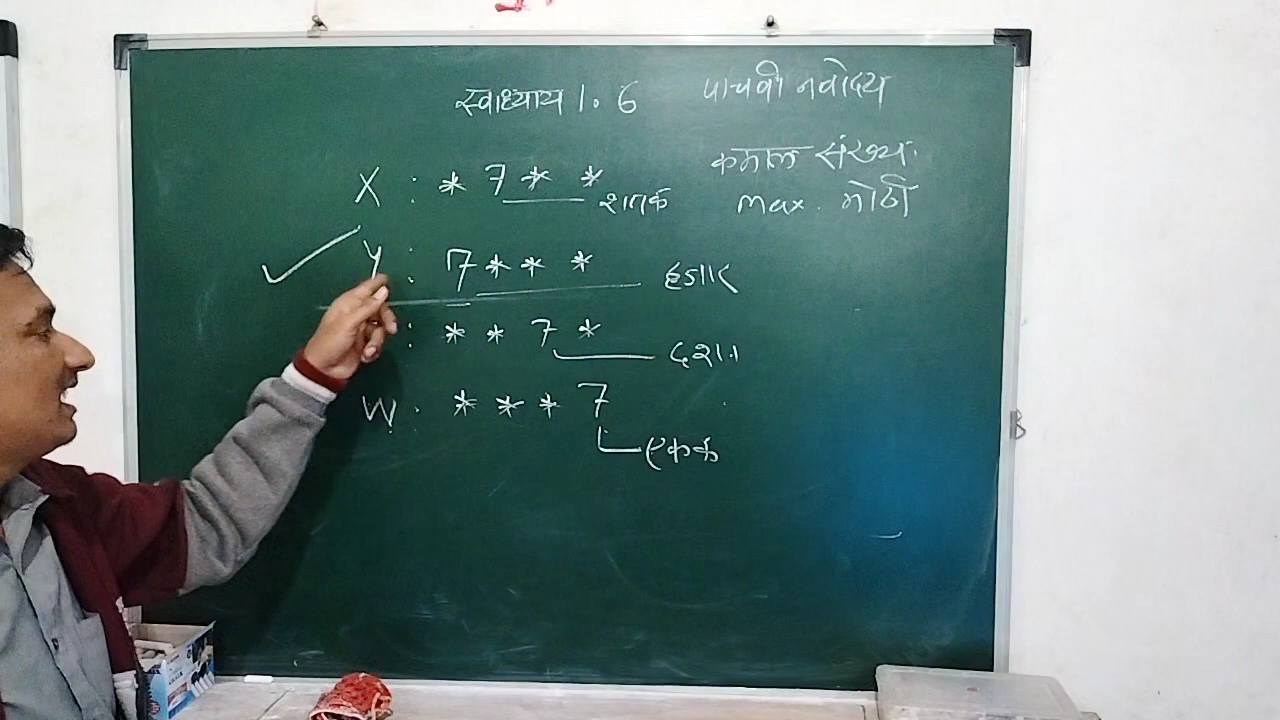 स्वाध्याय 1.6 पाचवी नवोदय
कमाल संख्या
max. मोठी
X : * 7 * * शतक
Y : 7 * * * हजार
: * * 7 * दशक
W : * * * 7
एकक